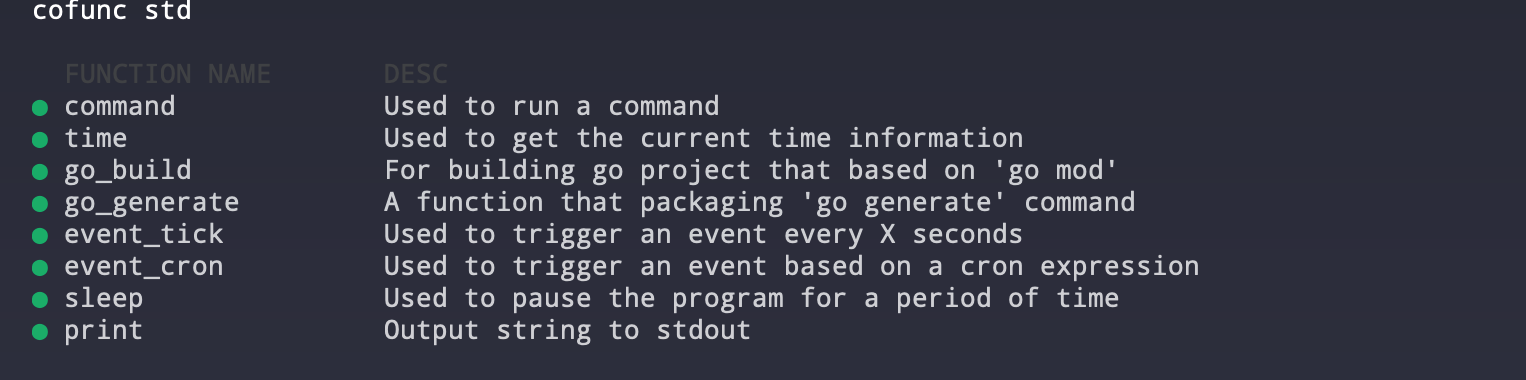 cofunc std
FUNCTION NAME DESC
command Used to run a command
time Used to get the current time information
go_build For building go project that based on 'go mod'
go_generate A function that packaging 'go generate' command
event_tick Used to trigger an event every X seconds
event_cron Used to trigger an event based on a cron expression
sleep Used to pause the program for a period of time
print Output string to stdout